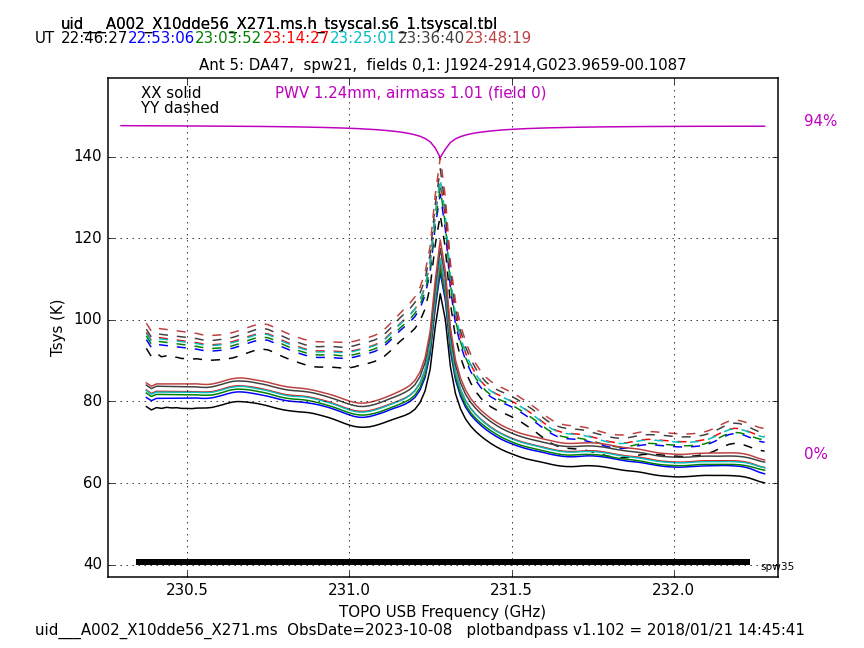 uid___A002_X10dde56_X271.ms.h_tsyscal.s6_1.tsyscal.tbl
UT 22:46:27 22:53:06 23:03:52 23:14:27 23:25:01 23:36:40 23:48:19
Ant 5: DA47,  spw21,  fields 0,1: J1924-2914,G023.9659-00.1087
XX solid
YY dashed
PWV 1.24mm, airmass 1.01 (field 0)
94%
140
120
100
80
60
40
Tsys (K)
0%
spw35
230.5 231.0 231.5 232.0
TOPO USB Frequency (GHz)
uid___A002_X10dde56_X271.ms  ObsDate=2023-10-08   plotbandpass v1.102 = 2018/01/21 14:45:41